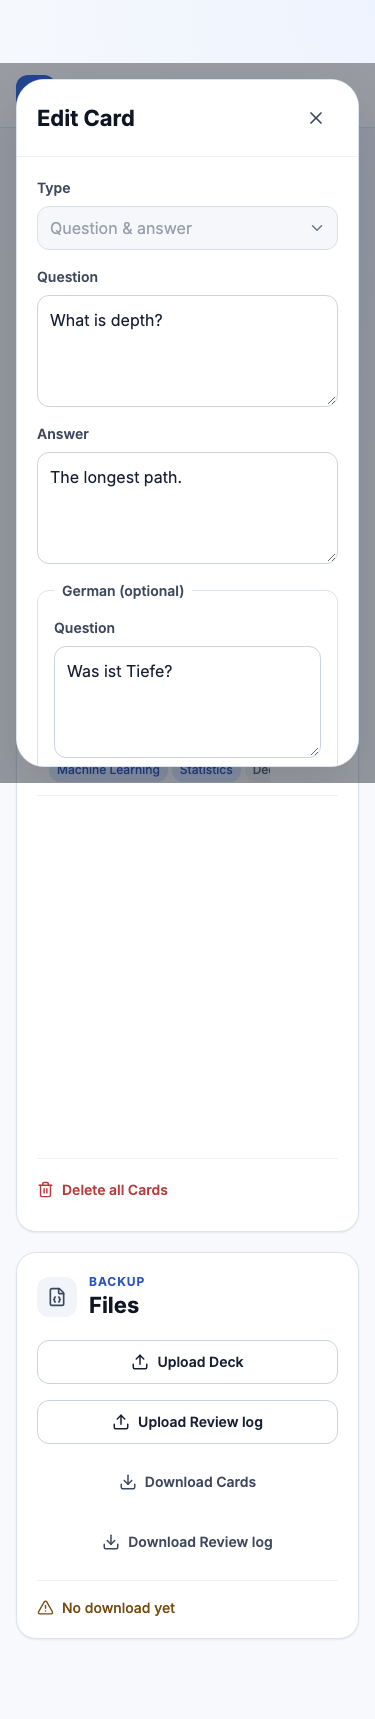 Edit Card
Type
Question & answer
Question
What is depth?
Answer
The longest path.
German (optional)
Question
Was ist Tiefe?
Machine Learning Statistics
Delete all Cards
BACKUP
Files
Upload Deck
Upload Review log
Download Cards
Download Review log
No download yet